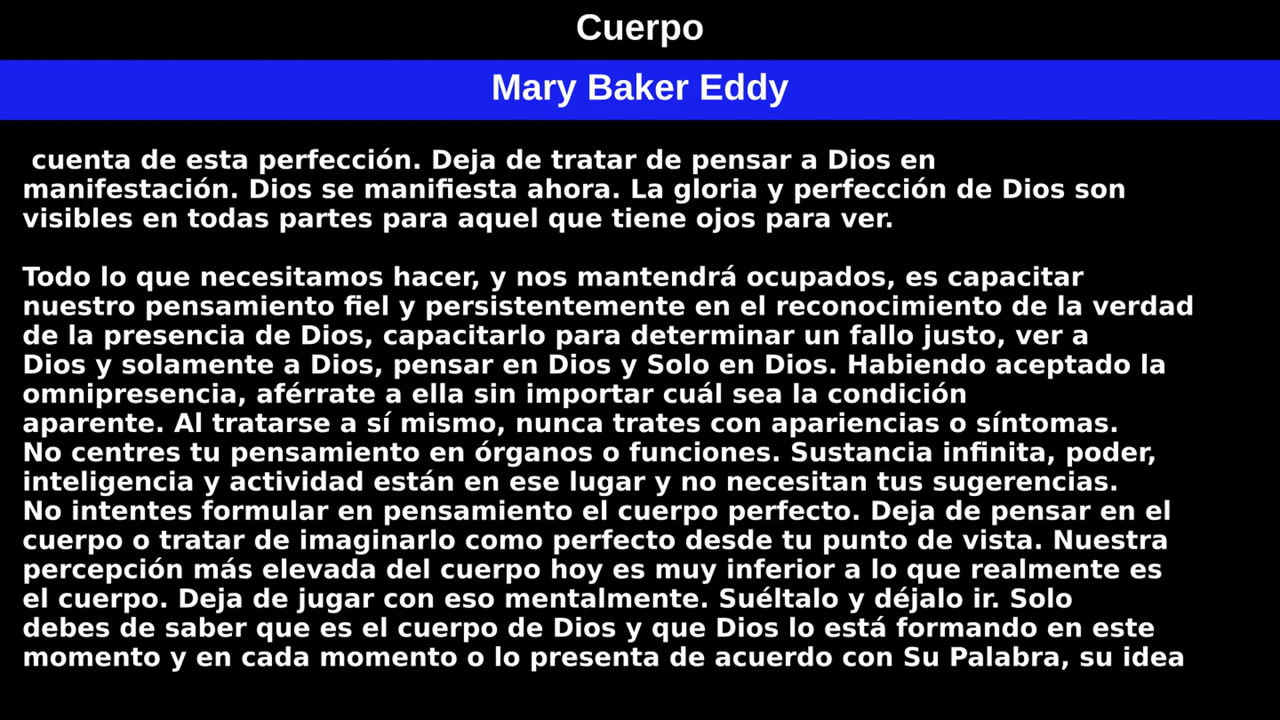 Cuerpo
Mary Baker Eddy
cuenta de esta perfección. Deja de tratar de pensar a Dios en
manifestación. Dios se manifiesta ahora. La gloria y perfección de Dios son
visibles en todas partes para aquel que tiene ojos para ver.
Todo lo que necesitamos hacer, y nos mantendrá ocupados, es capacitar
nuestro pensamiento fiel y persistentemente en el reconocimiento de la verdad
de la presencia de Dios, capacitarlo para determinar un fallo justo, ver a
Dios y solamente a Dios, pensar en Dios y Solo en Dios. Habiendo aceptado la
omnipresencia, aférrate a ella sin importar cuál sea la condición
aparente. Al tratarse a sí mismo, nunca trates con apariencias o síntomas.
No centres tu pensamiento en órganos o funciones. Sustancia infinita, poder,
inteligencia y actividad están en ese lugar y no necesitan tus sugerencias.
No intentes formular en pensamiento el cuerpo perfecto. Deja de pensar en el
cuerpo o tratar de imaginarlo como perfecto desde tu punto de vista. Nuestra
percepción más elevada del cuerpo hoy es muy inferior a lo que realmente es
el cuerpo. Deja de jugar con eso mentalmente. Suéltalo y déjalo ir. Solo
debes de saber que es el cuerpo de Dios y que Dios lo está formando en este
momento y en cada momento o lo presenta de acuerdo con Su Palabra, su idea